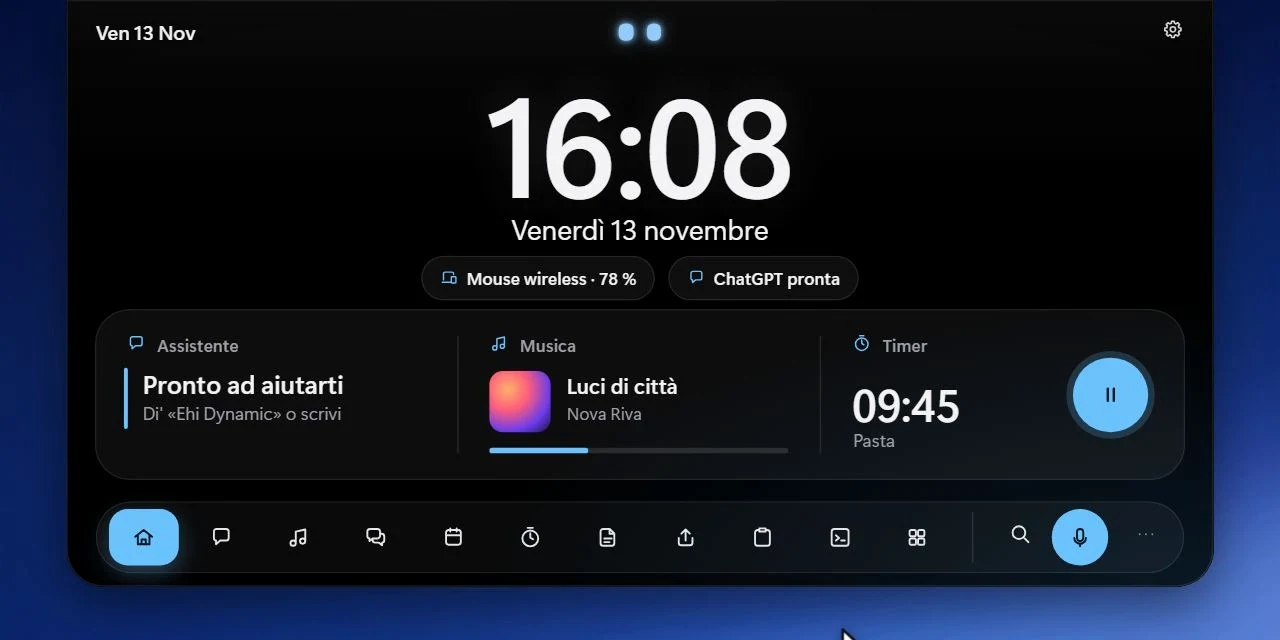 Ven 13 Nov
16:08
Venerdì 13 novembre
Mouse wireless · 78 %
ChatGPT pronta
Assistente
Pronto ad aiutarti
Di' «Ehi Dynamic» o scrivi
Musica
Luci di città
Nova Riva
Timer
09:45
Pasta